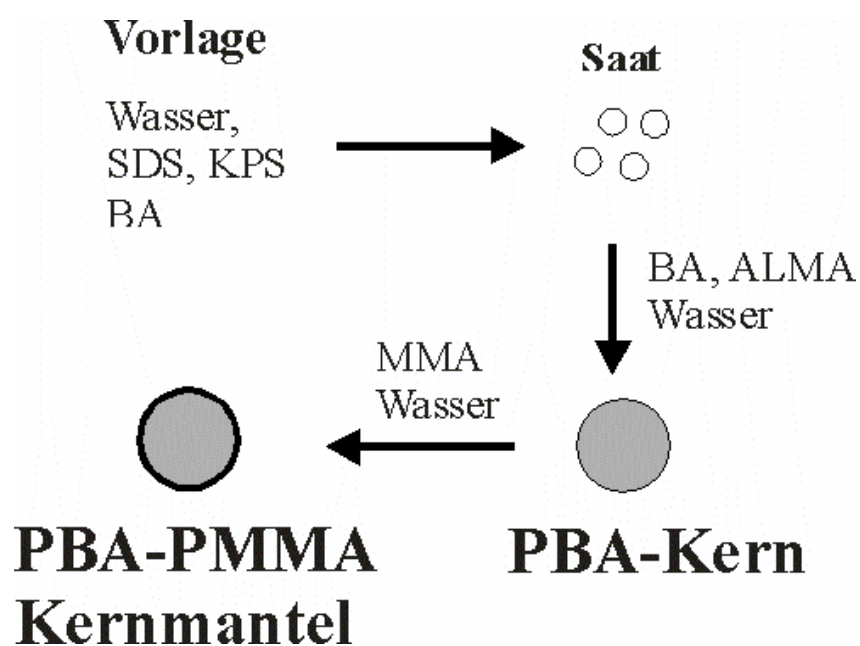 Vorlage
Wasser,
SDS, KPS
BA
Saat
BA, ALMA
Wasser
MMA
Wasser
PBA-Kern
PBA-PMMA
Kernmantel